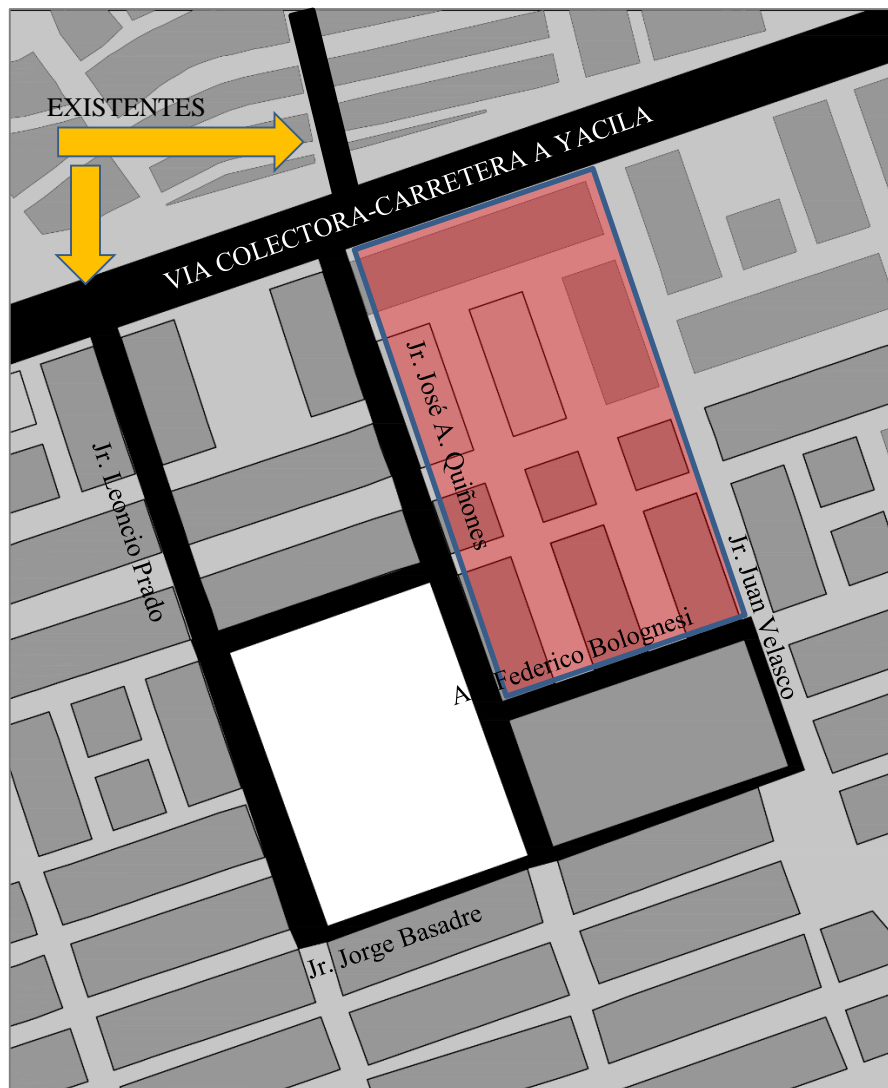 EXISTENTES
VIA COLECTORA-CARRETERA A YACILA
Jr. José A. Quiñones
Jr. Leoncio Prado
Jr. Juan Velasco
Federico Bolognesi
Jr. Jorge Basadre